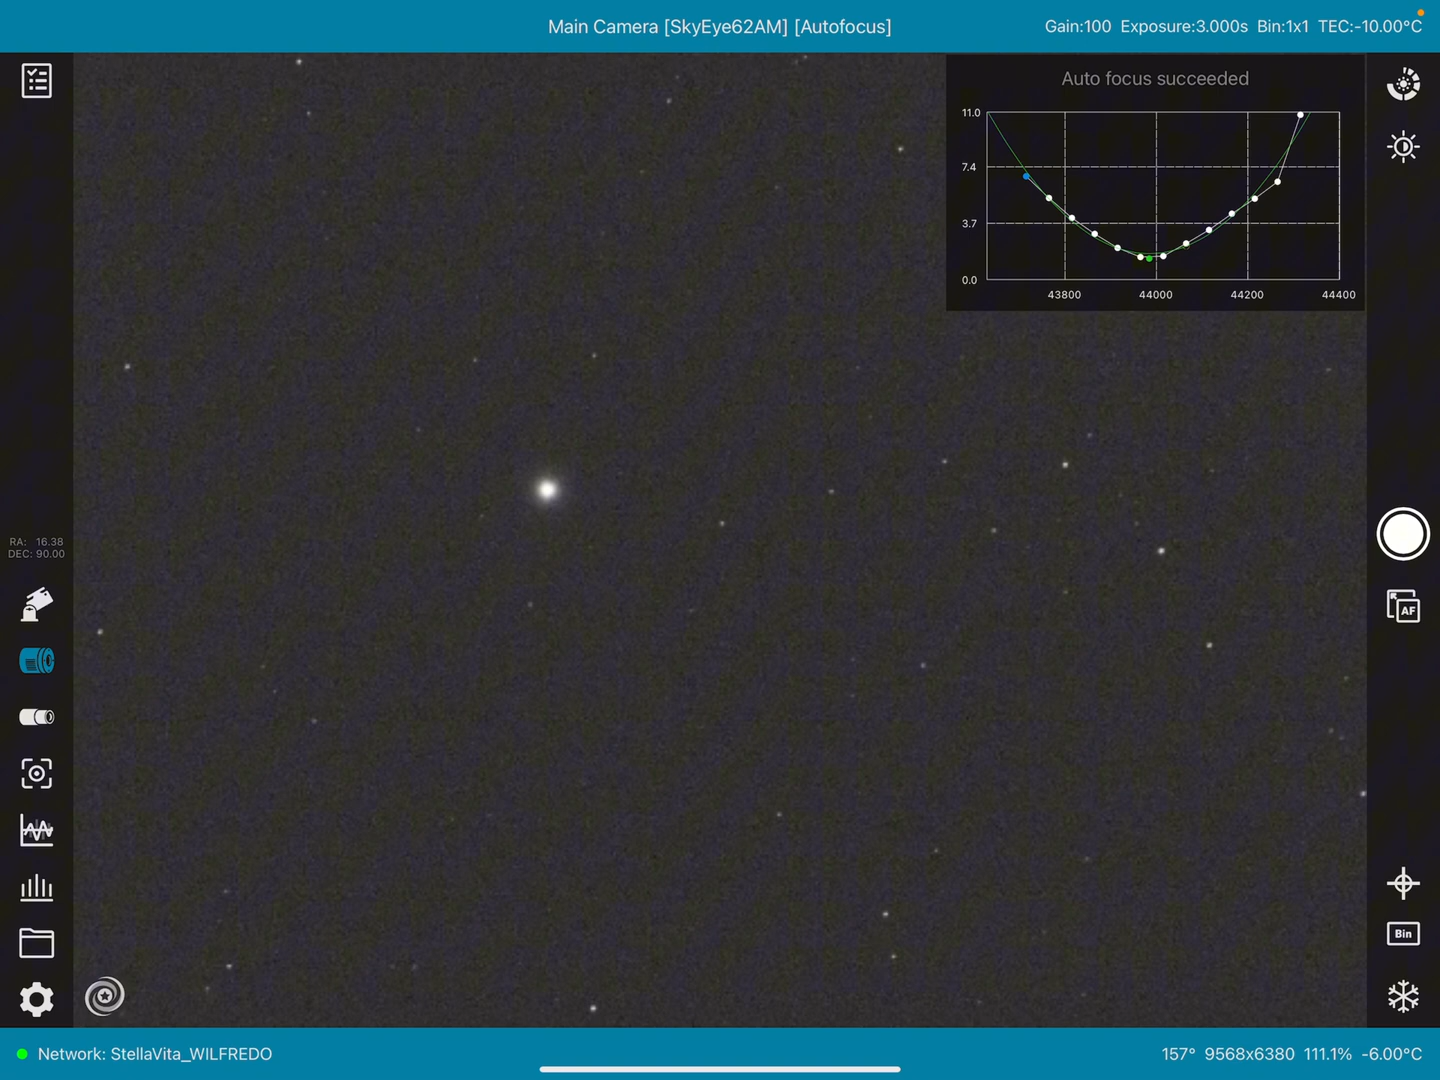 Main Camera [SkyEye62AM] [Autofocus]
Gain:100 Exposure:3.000s Bin:1x1 TEC:-10.00°C
Auto focus succeeded
11.0
7.4
3.7
0.0
43800 44000 44200 44400
RA: 16.38
DEC: 90.00
AF
Bin
Network: StellaVita_WILFREDO
157° 9568x6380 111.1% -6.00°C